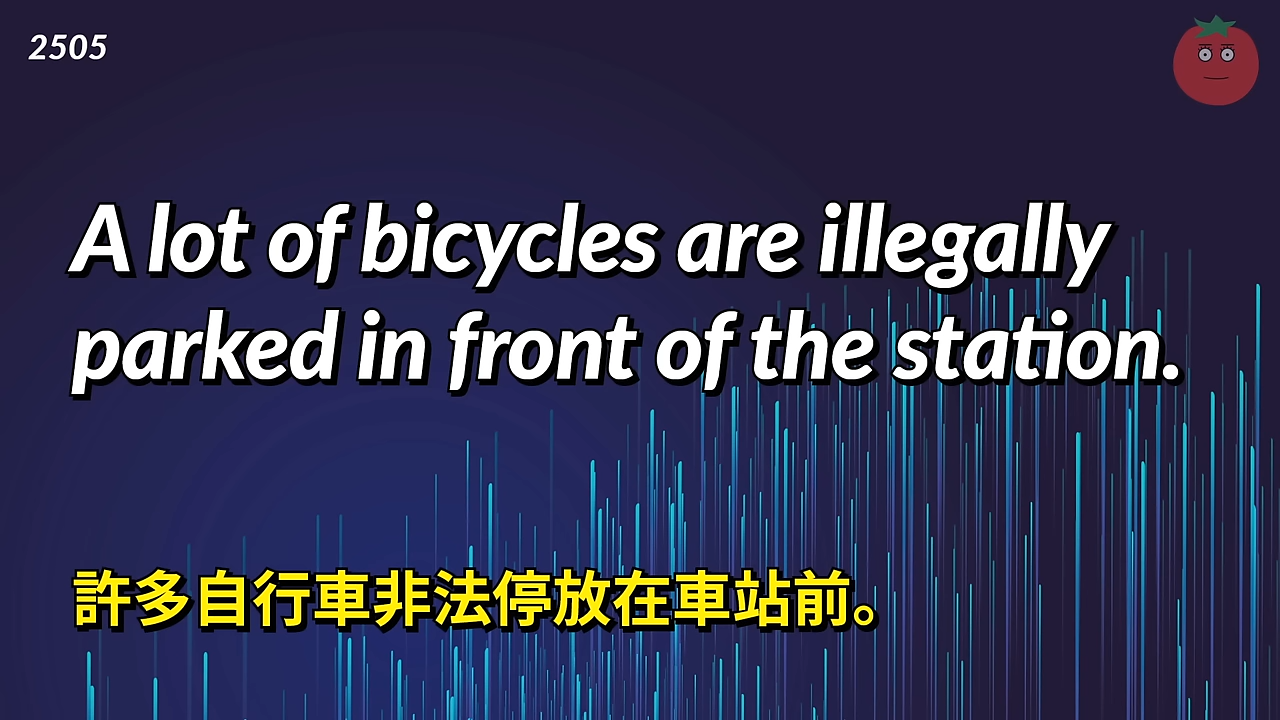 2505
A lot of bicycles are illegally
parked in front of the station.
許多自行車非法停放在車站前。